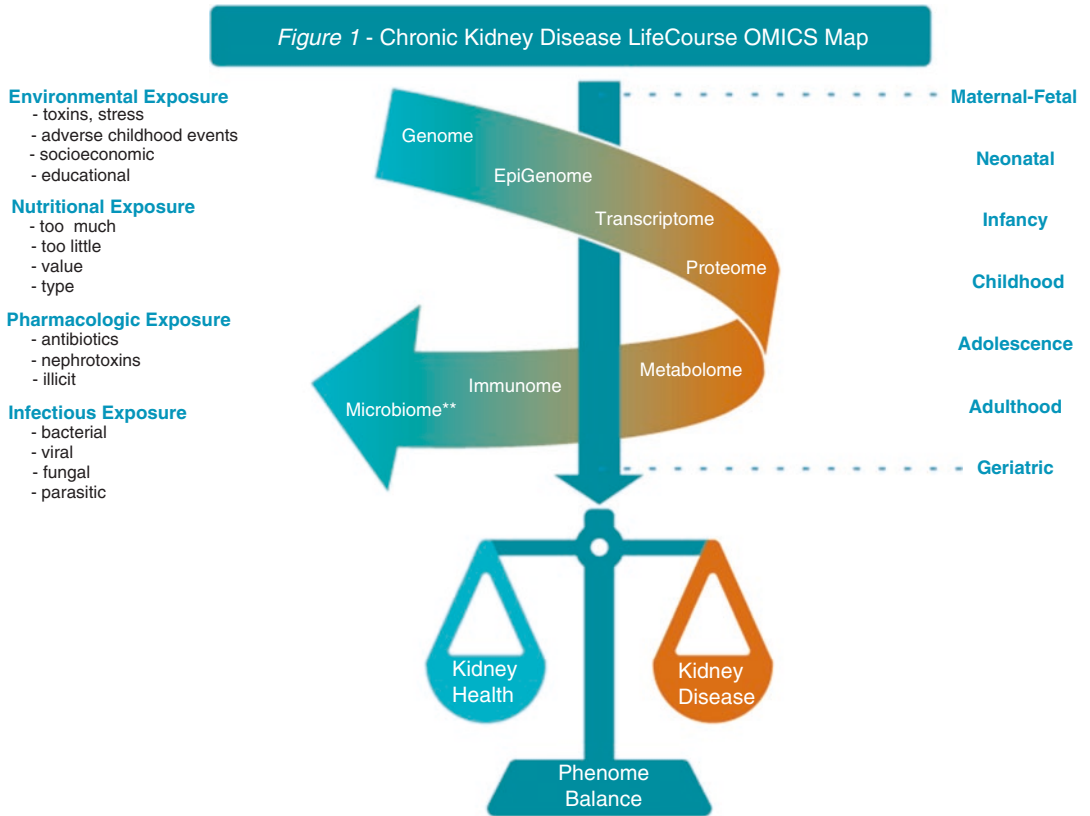 Figure 1 - Chronic Kidney Disease LifeCourse OMICS Map
Environmental Exposure
- toxins, stress
- adverse childhood events
- socioeconomic
- educational
Nutritional Exposure
- too much
- too little
- value
- type
Pharmacologic Exposure
- antibiotics
- nephrotoxins
- illicit
Infectious Exposure
- bacterial
- viral
- fungal
- parasitic
Genome
EpiGenome
Transcriptome
Proteome
Metabolome
Immunome
Microbiome**
Maternal-Fetal
Neonatal
Infancy
Childhood
Adolescence
Adulthood
Geriatric
Kidney
Health
Kidney
Disease
Phenome
Balance